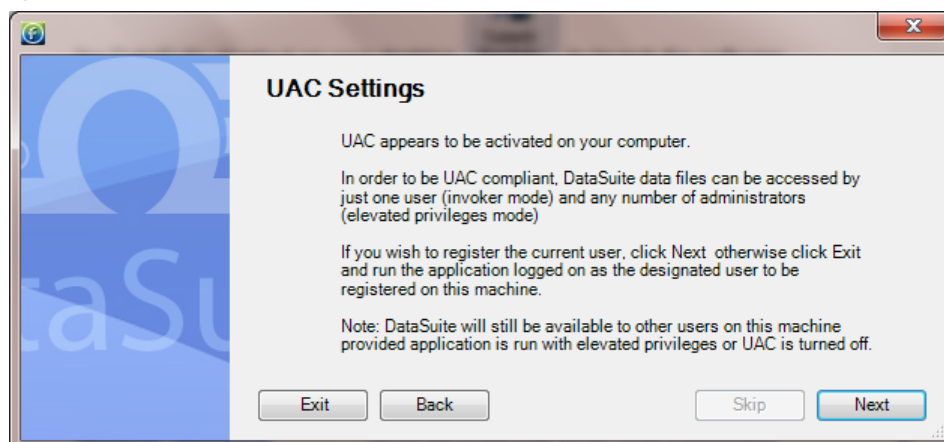 UAC Settings
UAC appears to be activated on your computer.
In order to be UAC compliant, DataSuite data files can be accessed by
just one user (invoker mode) and any number of administrators
(elevated privileges mode)
If you wish to register the current user, click Next otherwise click Exit
and run the application logged on as the designated user to be
registered on this machine.
Note: DataSuite will still be available to other users on this machine
provided application is run with elevated privileges or UAC is turned off.
taSu
Exit
Back
Skip
Next